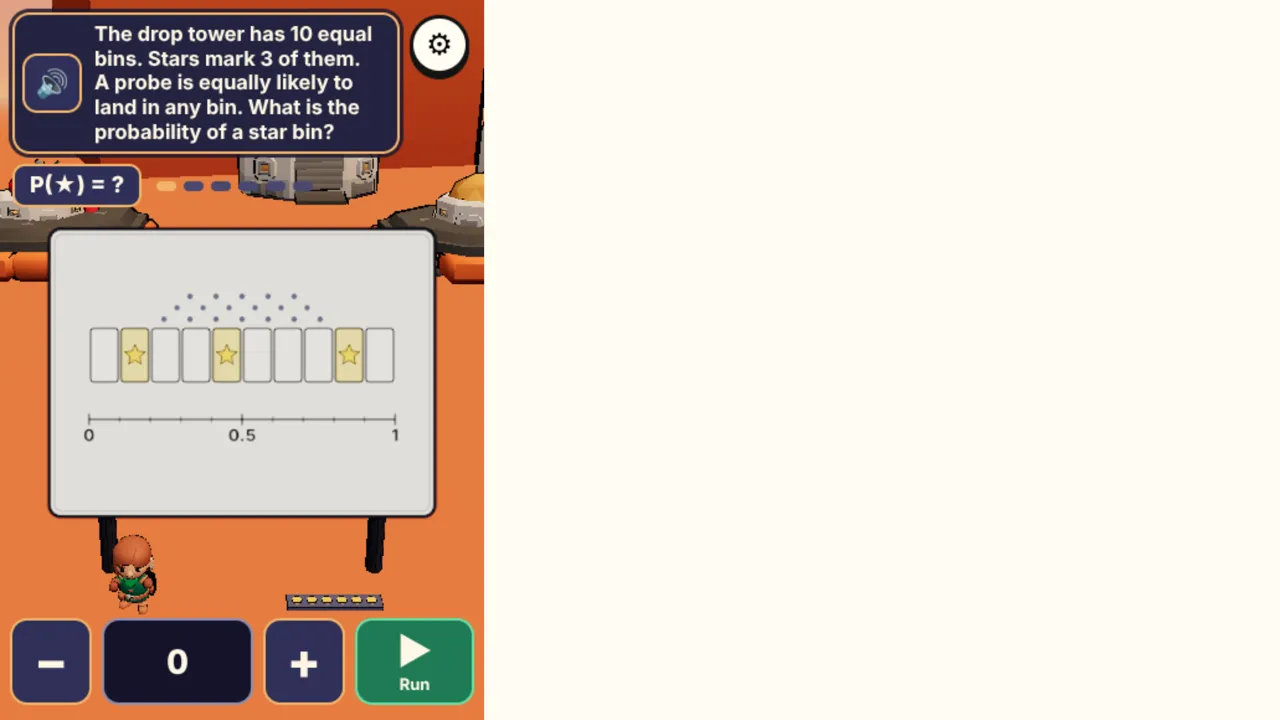 The drop tower has 10 equal
bins. Stars mark 3 of them.
A probe is equally likely to
land in any bin. What is the
probability of a star bin?
P(★) = ?
0 0.5 1
− 0 +
Run